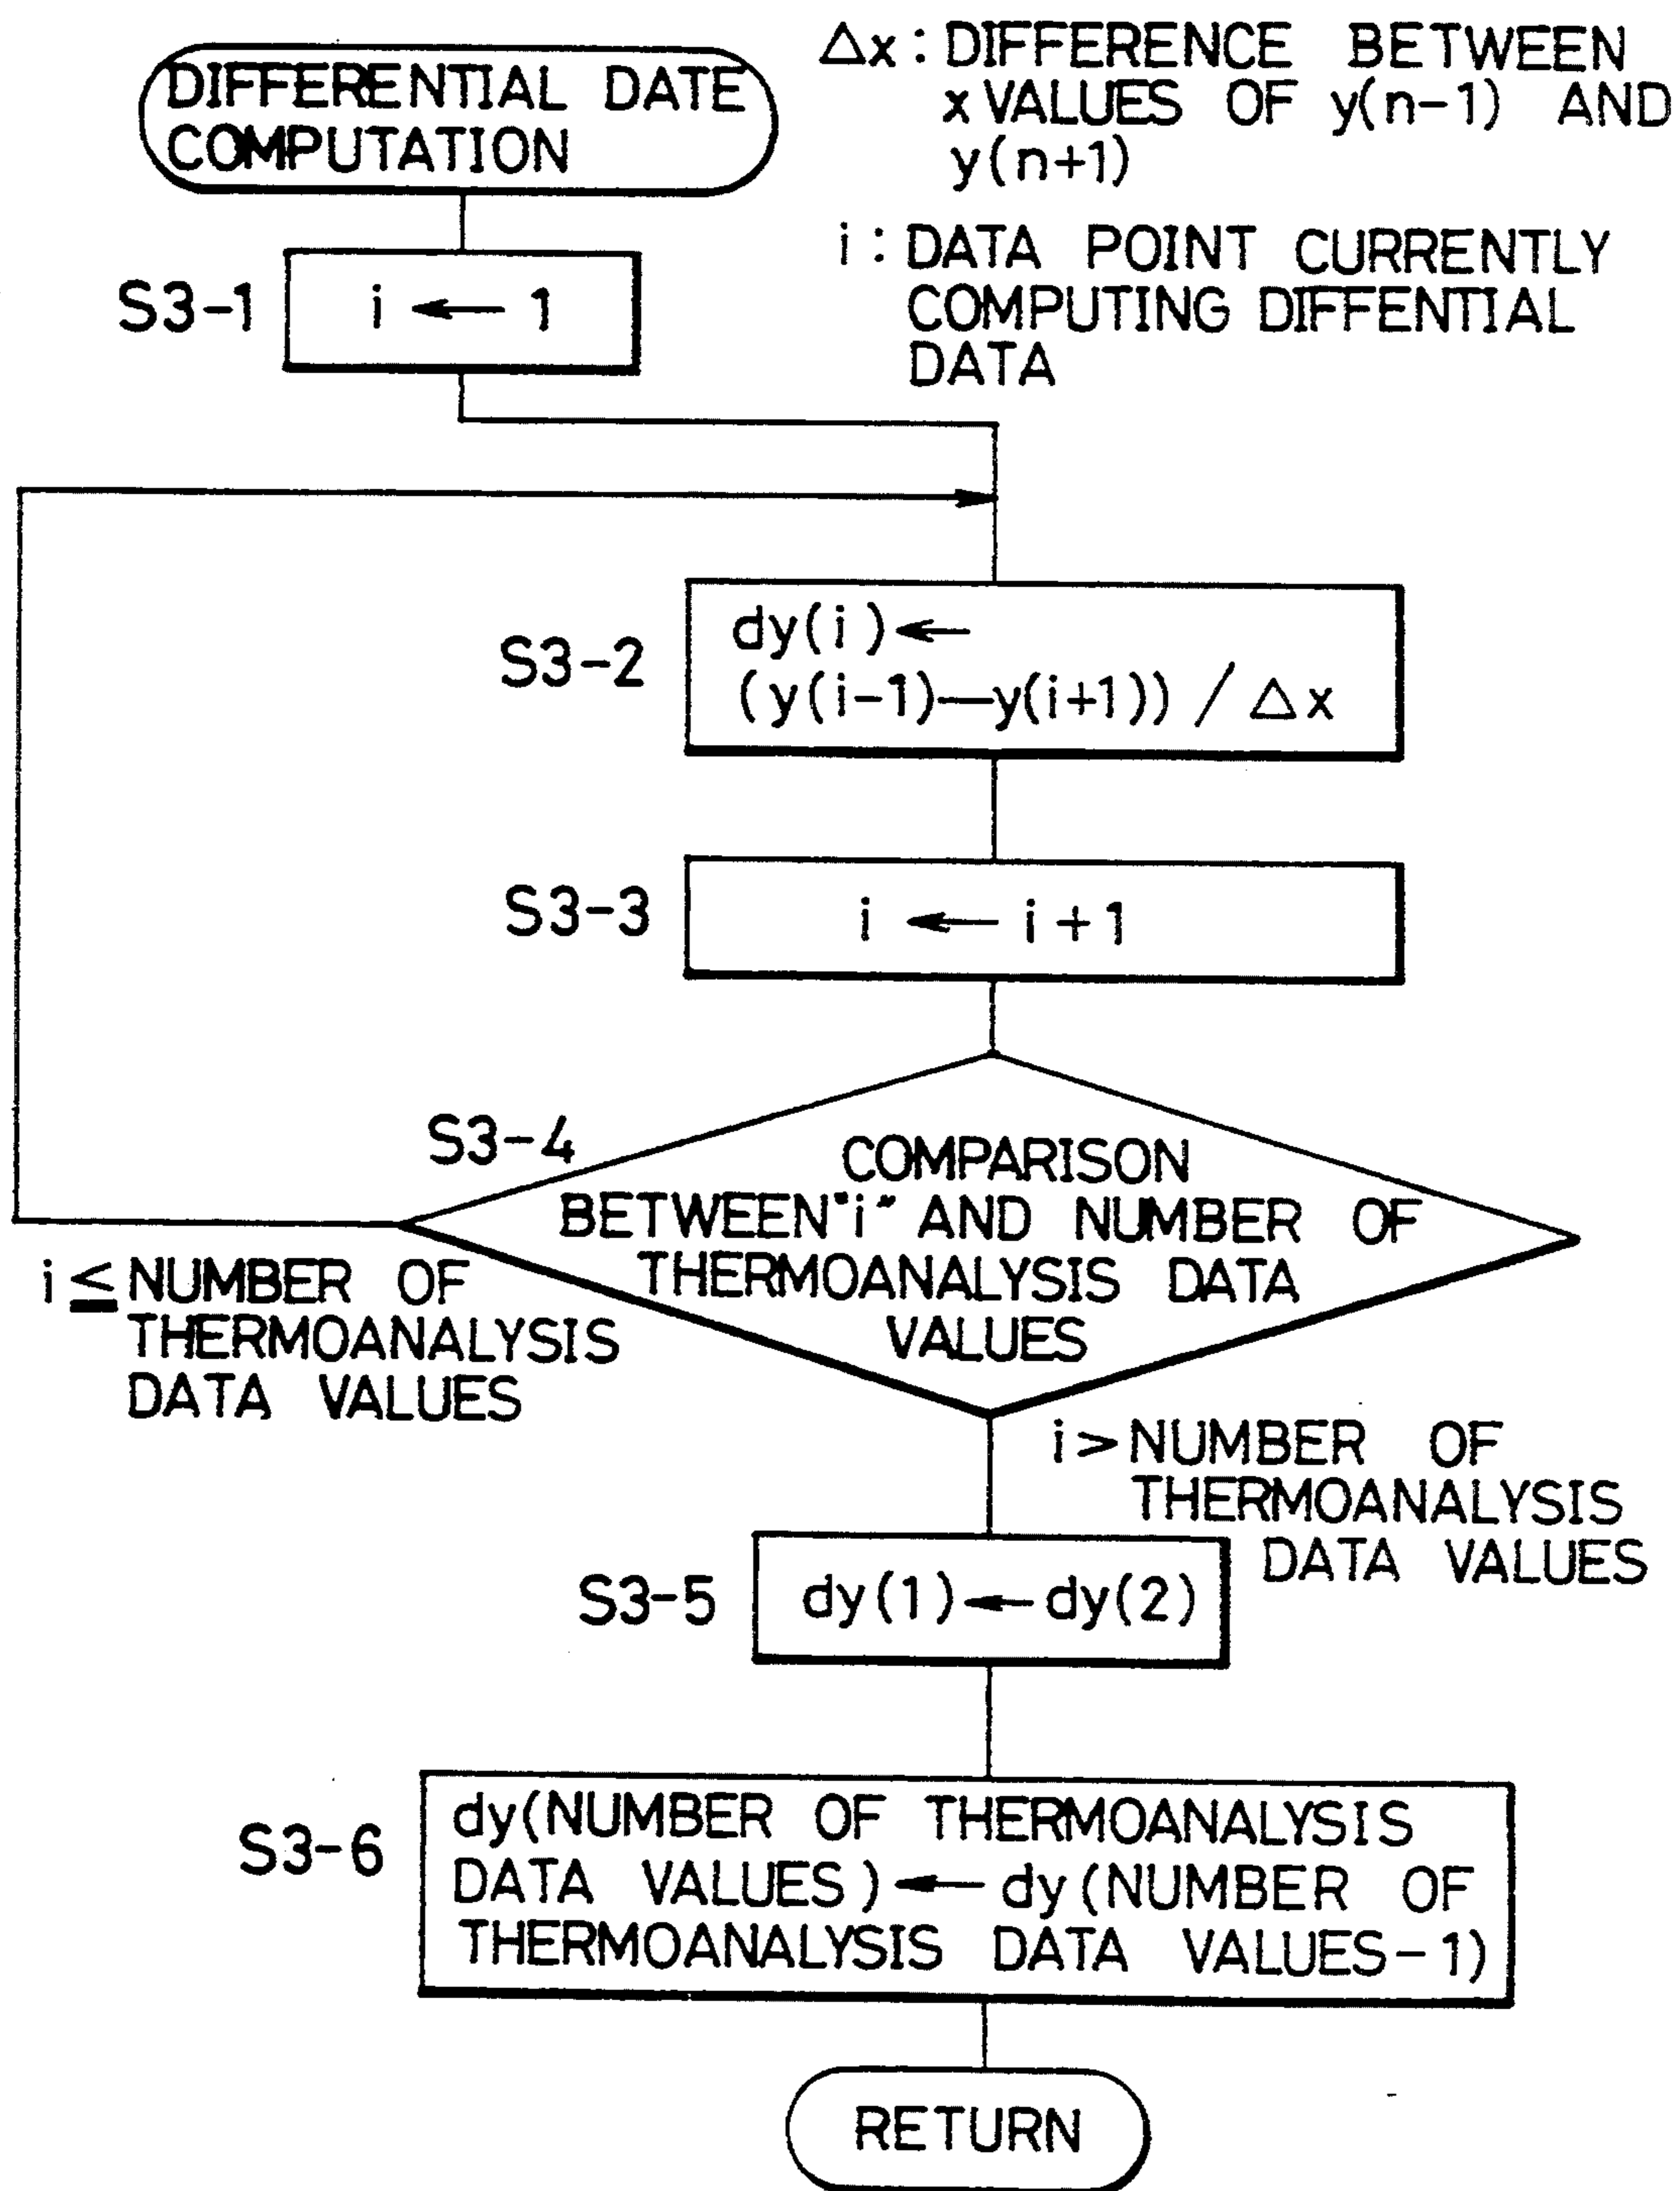 DIFFERENTIAL DATE
COMPUTATION
Δx : DIFFERENCE BETWEEN
x VALUES OF y(n-1) AND
y(n+1)
i : DATA POINT CURRENTLY
COMPUTING DIFFENTIAL
DATA
S3-1
i ← 1
S3-2
dy(i) ←
(y(i-1)—y(i+1)) / Δx
S3-3
i ← i+1
S3-4
COMPARISON
BETWEEN "i" AND NUMBER OF
THERMOANALYSIS DATA
VALUES
i ≤ NUMBER OF
THERMOANALYSIS
DATA VALUES
i > NUMBER OF
THERMOANALYSIS
DATA VALUES
S3-5
dy(1) ← dy(2)
S3-6
dy(NUMBER OF THERMOANALYSIS
DATA VALUES) ← dy(NUMBER OF
THERMOANALYSIS DATA VALUES-1)
RETURN